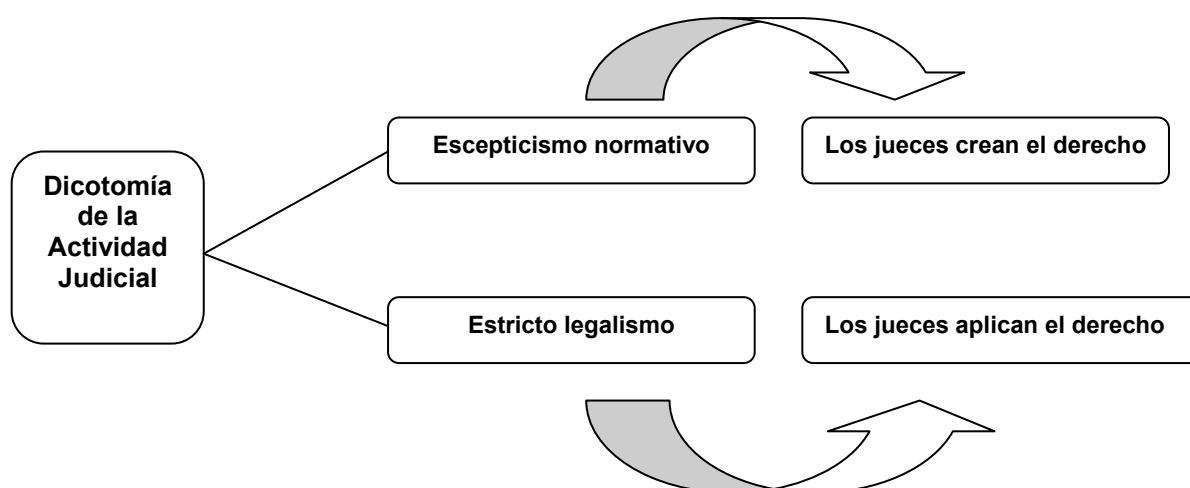 Escepticismo normativo
Los jueces crean el derecho
Dicotomía
de la
Actividad
Judicial
Estricto legalismo
Los jueces aplican el derecho